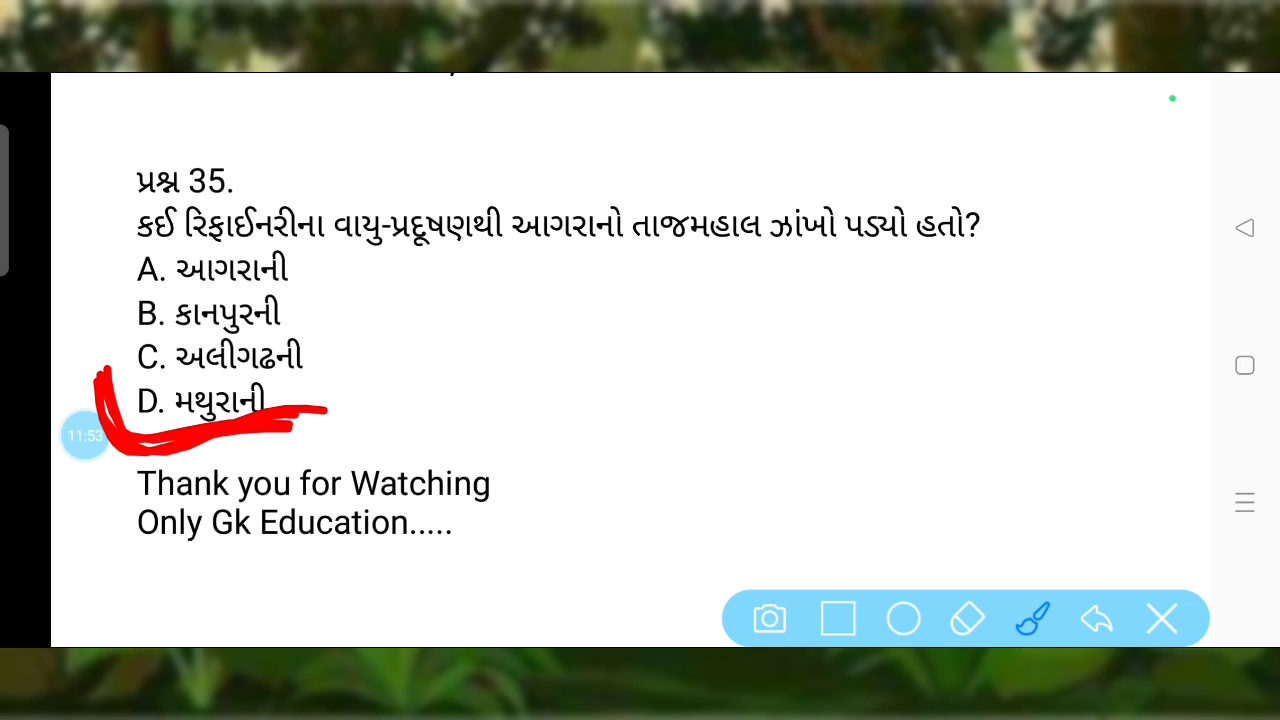 પ્રશ્ન 35.
કઈ રિફાઈનરીના વાયુ-પ્રદૂષણથી આગરાનો તાજમહાલ ઝાંખો પડ્યો હતો?
A. આગરાની
B. કાનપુરની
C. અલીગઢની
D. મથુરાની
11:53
Thank you for Watching
Only Gk Education.....